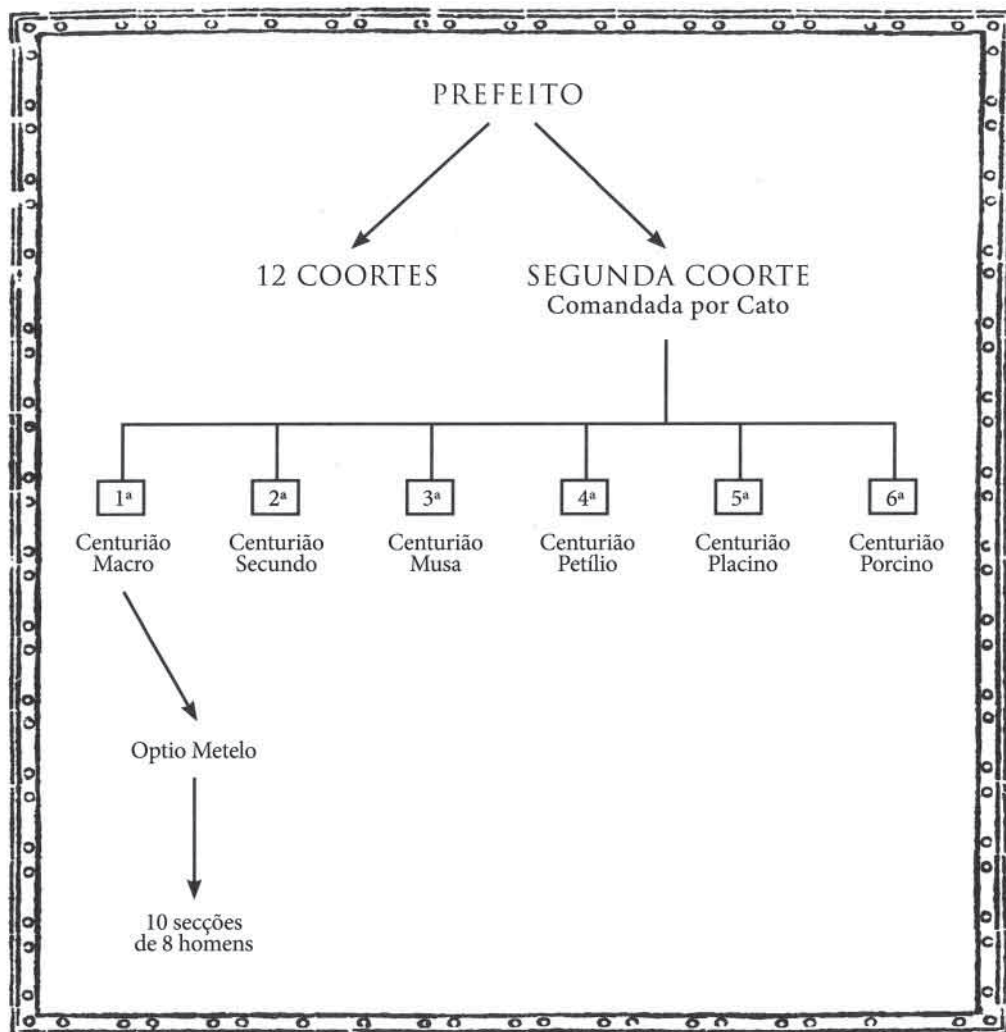 PREFEITO
12 COORTES
SEGUNDA COORTE
Comandada por Cato
1ª
2ª
3ª
4ª
5ª
6ª
Centurião
Macro
Centurião
Secundo
Centurião
Musa
Centurião
Petílio
Centurião
Placino
Centurião
Porcino
Optio Metelo
10 secções
de 8 homens